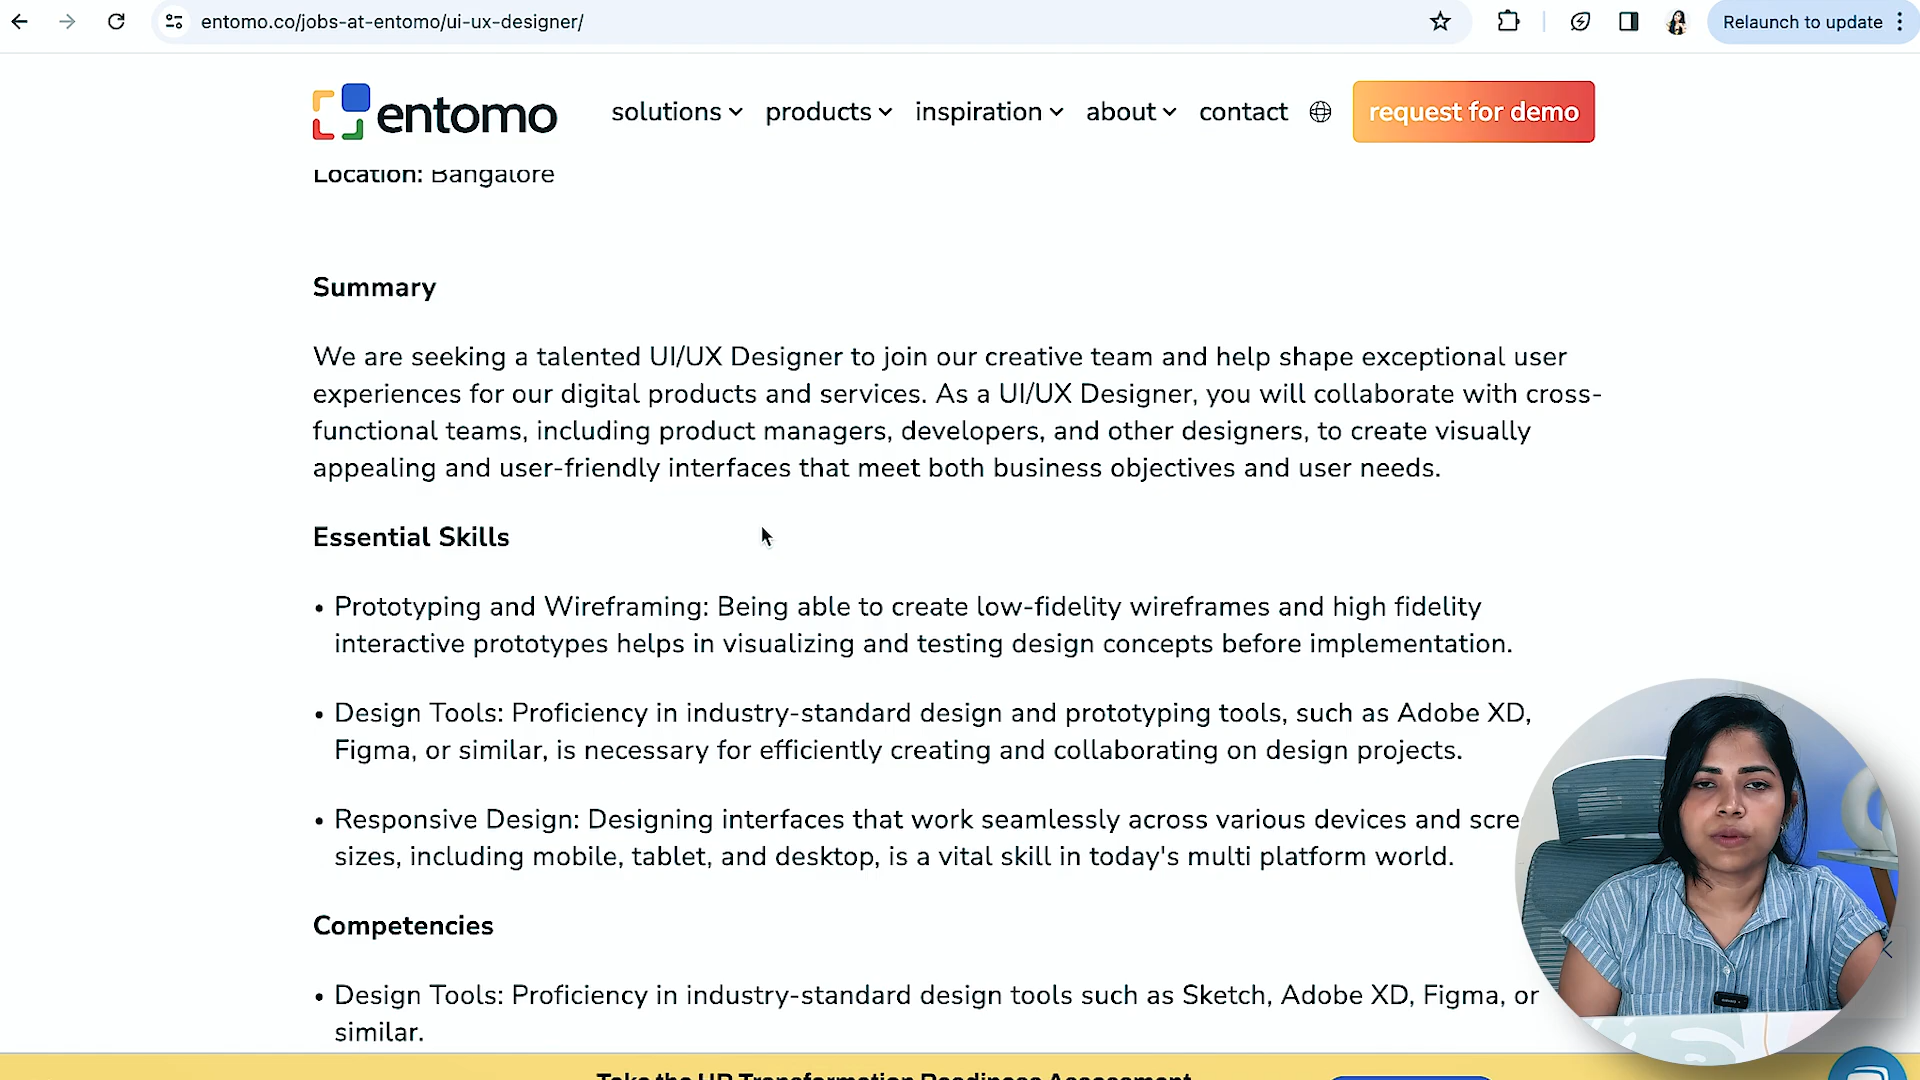 entomo.co/jobs-at-entomo/ui-ux-designer/
Relaunch to update
entomo
solutions
products
inspiration
about
contact
request for demo
Location: Bangalore
Summary
We are seeking a talented UI/UX Designer to join our creative team and help shape exceptional user
experiences for our digital products and services. As a UI/UX Designer, you will collaborate with cross-
functional teams, including product managers, developers, and other designers, to create visually
appealing and user-friendly interfaces that meet both business objectives and user needs.
Essential Skills
• Prototyping and Wireframing: Being able to create low-fidelity wireframes and high fidelity
interactive prototypes helps in visualizing and testing design concepts before implementation.
• Design Tools: Proficiency in industry-standard design and prototyping tools, such as Adobe XD,
Figma, or similar, is necessary for efficiently creating and collaborating on design projects.
• Responsive Design: Designing interfaces that work seamlessly across various devices and scre
sizes, including mobile, tablet, and desktop, is a vital skill in today's multi platform world.
Competencies
• Design Tools: Proficiency in industry-standard design tools such as Sketch, Adobe XD, Figma, or
similar.
Take the HR Transformation Readiness Assessment